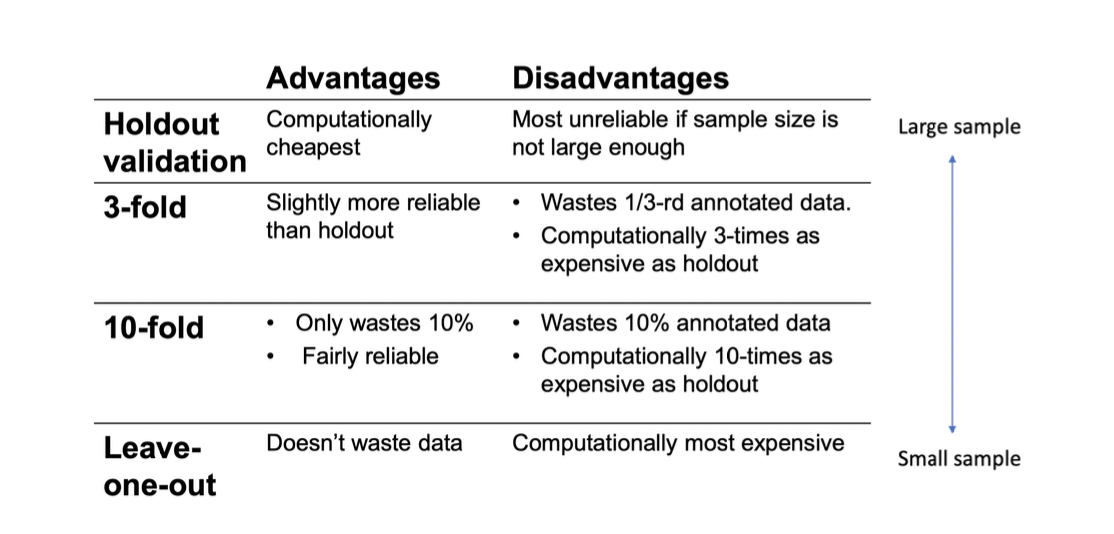 Advantages Disadvantages
Holdout validation
Computationally cheapest
Most unreliable if sample size is not large enough
Large sample
3-fold
Slightly more reliable than holdout
• Wastes 1/3-rd annotated data.
• Computationally 3-times as expensive as holdout
10-fold
• Only wastes 10%
• Fairly reliable
• Wastes 10% annotated data
• Computationally 10-times as expensive as holdout
Leave-one-out
Doesn’t waste data
Computationally most expensive
Small sample